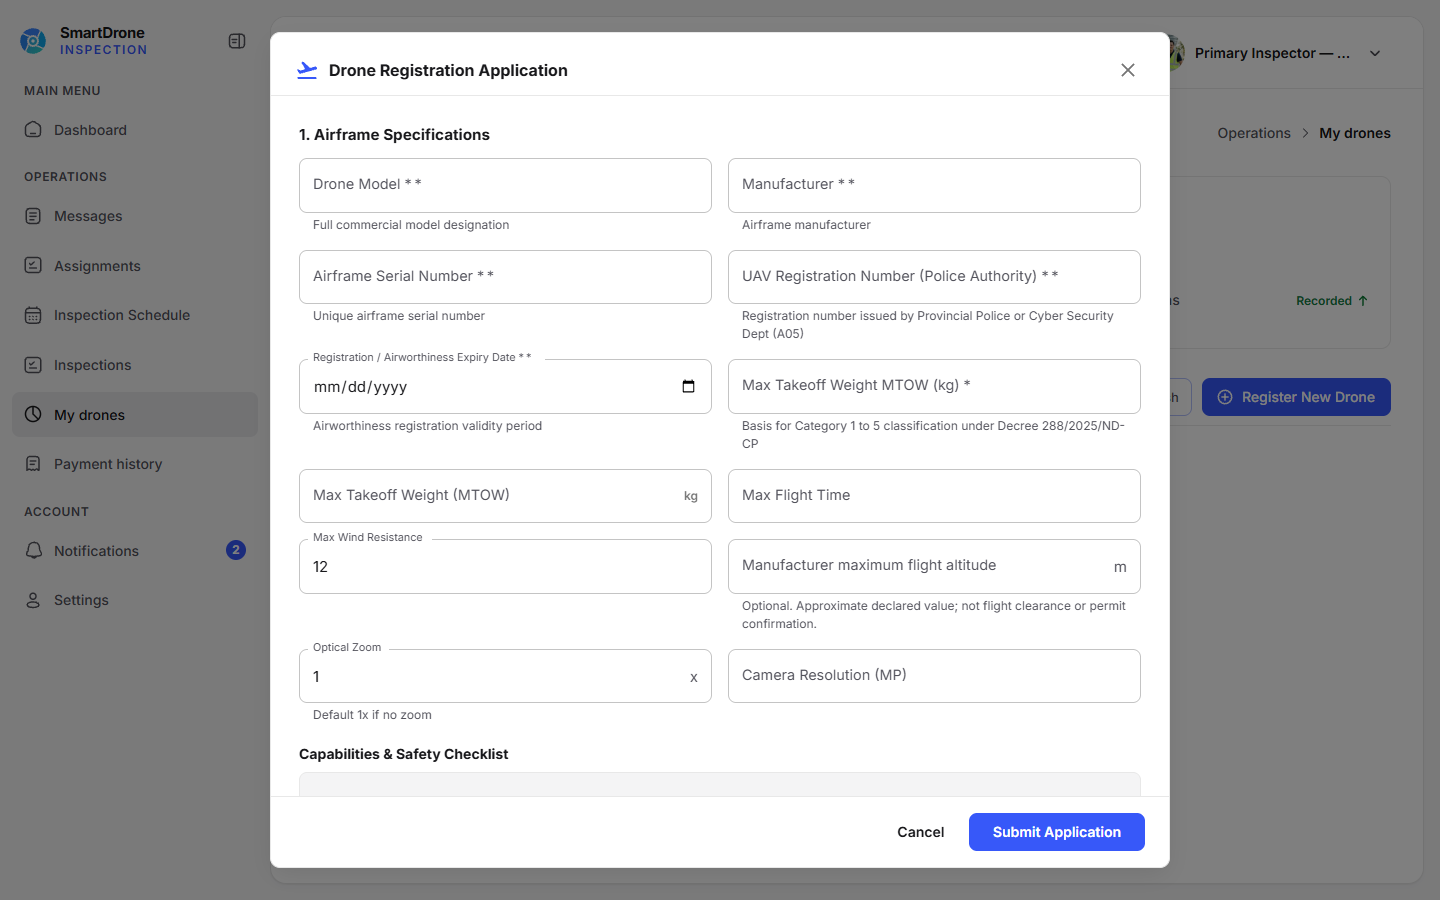 SmartDrone
INSPECTION
MAIN MENU
Dashboard
OPERATIONS
Messages
Assignments
Inspection Schedule
Inspections
My drones
Payment history
ACCOUNT
Notifications
2
Settings
Primary Inspector — ...
Operations
My drones
Recorded
Register New Drone
Drone Registration Application
1. Airframe Specifications
Drone Model * *
Full commercial model designation
Manufacturer * *
Airframe manufacturer
Airframe Serial Number * *
Unique airframe serial number
UAV Registration Number (Police Authority) * *
Registration number issued by Provincial Police or Cyber Security
Dept (A05)
Registration / Airworthiness Expiry Date * *
mm/dd/yyyy
Airworthiness registration validity period
Max Takeoff Weight MTOW (kg) *
Basis for Category 1 to 5 classification under Decree 288/2025/ND-
CP
Max Takeoff Weight (MTOW)
kg
Max Flight Time
Max Wind Resistance
12
Manufacturer maximum flight altitude
m
Optional. Approximate declared value; not flight clearance or permit
confirmation.
Optical Zoom
1
x
Default 1x if no zoom
Camera Resolution (MP)
Capabilities & Safety Checklist
Cancel
Submit Application